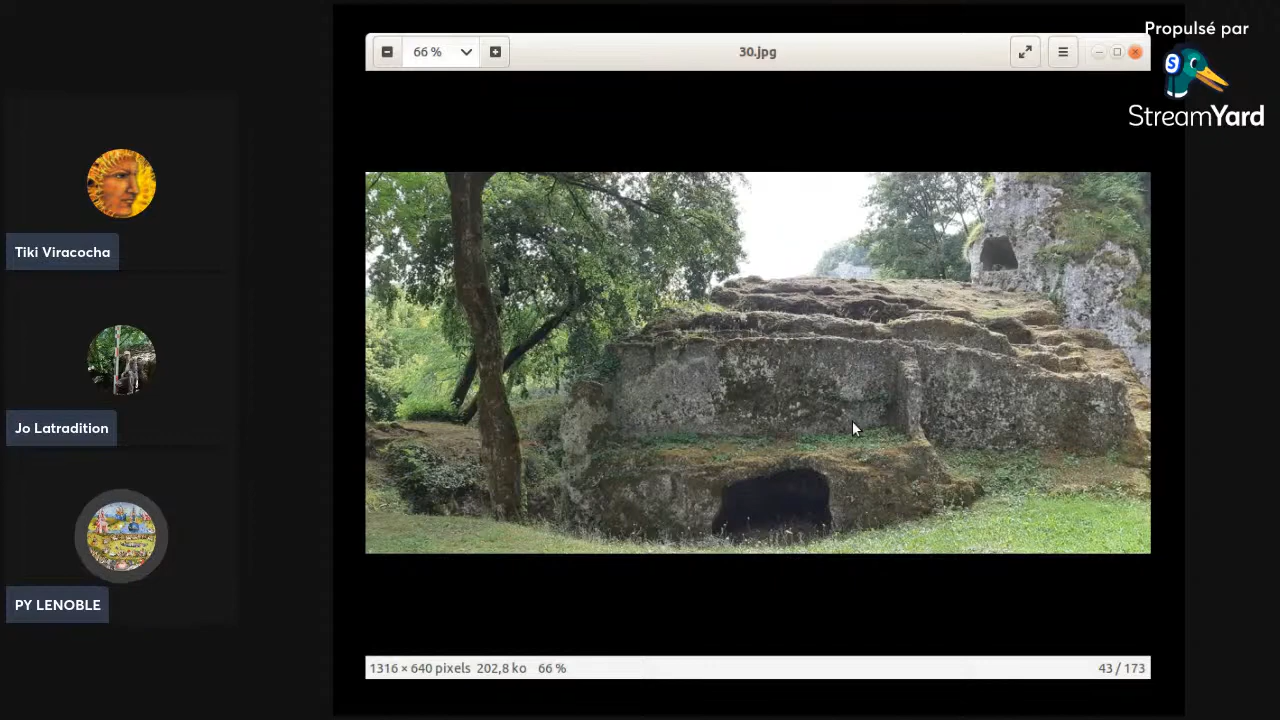 Propulsé par
StreamYard
66 %
30.jpg
Tiki Viracocha
Jo Latradition
PY LENOBLE
1316 × 640 pixels 202,8 ko 66 %
43 / 173